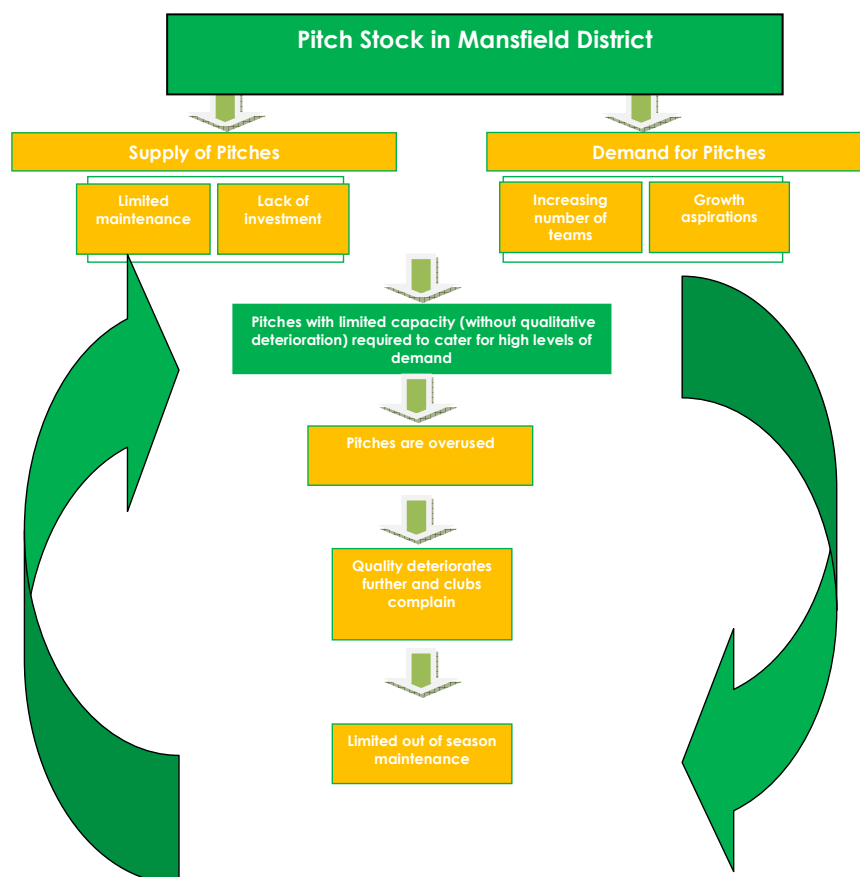 Pitch Stock in Mansfield District
Supply of Pitches
Demand for Pitches
Limited
maintenance
Lack of
investment
Increasing
number of
teams
Growth
aspirations
Pitches with limited capacity (without qualitative
deterioration) required to cater for high levels of
demand
Pitches are overused
Quality deteriorates
further and clubs
complain
Limited out of season
maintenance